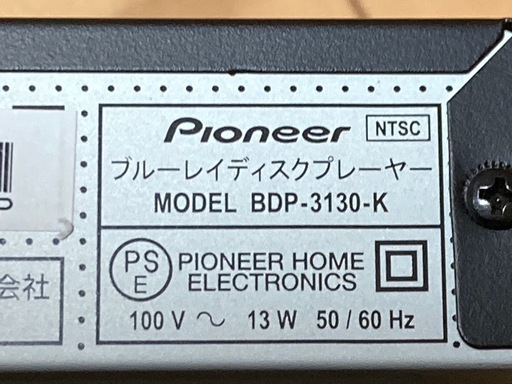 Pioneer NTSC
ブルーレイディスクプレーヤー
MODEL BDP-3130-K
PS E
PIONEER HOME
ELECTRONICS
100 V ～ 13 W 50 / 60 Hz
会社